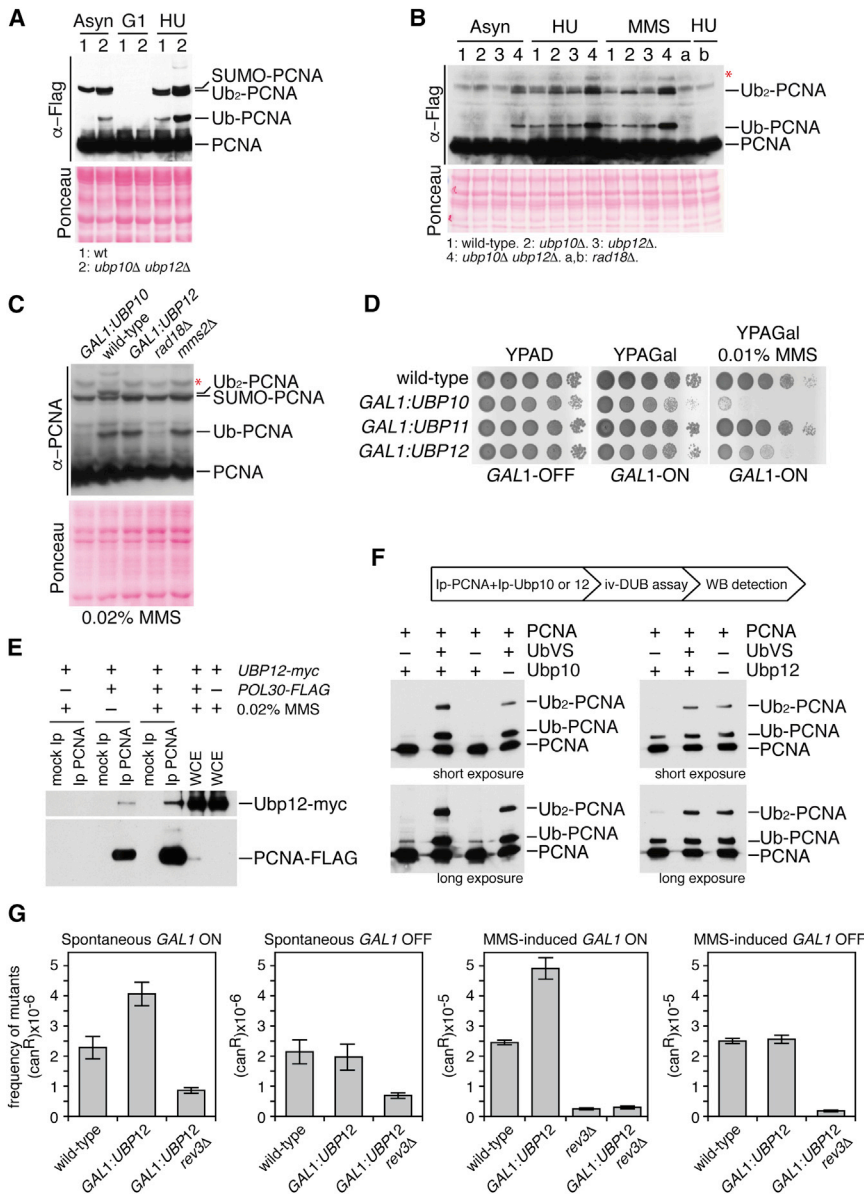 A
Asyn G1 HU
1 2 1 2 1 2
α–Flag
SUMO-PCNA
Ub2-PCNA
Ub-PCNA
PCNA
Ponceau
1: wt
2: ubp10Δ ubp12Δ
B
Asyn HU MMS HU
1 2 3 4 1 2 3 4 1 2 3 4 a b
α–Flag
*
Ub2-PCNA
Ub-PCNA
PCNA
Ponceau
1: wild-type. 2: ubp10Δ. 3: ubp12Δ.
4: ubp10Δ ubp12Δ. a,b: rad18Δ.
C
GAL1:UBP10
wild-type
GAL1:UBP12
rad18Δ
mms2Δ
α–PCNA
*
Ub2-PCNA
SUMO-PCNA
Ub-PCNA
PCNA
Ponceau
0.02% MMS
D
YPAD YPAGal YPAGal
0.01% MMS
wild-type
GAL1:UBP10
GAL1:UBP11
GAL1:UBP12
GAL1-OFF GAL1-ON GAL1-ON
E
+ + + + + UBP12-myc
– + + + – POL30-FLAG
+ – + + + 0.02% MMS
mock Ip
Ip PCNA
mock Ip
Ip PCNA
mock Ip
Ip PCNA
WCE
WCE
Ubp12-myc
PCNA-FLAG
F
Ip-PCNA+Ip-Ubp10 or 12 iv-DUB assay WB detection
+ + + + PCNA
+ + UbVS
+ + + – Ubp10
Ub2-PCNA
Ub-PCNA
PCNA
short exposure
Ub2-PCNA
Ub-PCNA
PCNA
long exposure
+ + + PCNA
+ UbVS
+ + – Ubp12
Ub2-PCNA
Ub-PCNA
PCNA
short exposure
Ub2-PCNA
Ub-PCNA
PCNA
long exposure
G
frequency of mutants
(canR)x10-6
Spontaneous GAL1 ON
5
4
3
2
1
wild-type
GAL1:UBP12
GAL1:UBP12
rev3Δ
Spontaneous GAL1 OFF
(canR)x10-6
5
4
3
2
1
wild-type
GAL1:UBP12
GAL1:UBP12
rev3Δ
MMS-induced GAL1 ON
(canR)x10-5
5
4
3
2
1
wild-type
GAL1:UBP12
rev3Δ
GAL1:UBP12
rev3Δ
MMS-induced GAL1 OFF
(canR)x10-5
5
4
3
2
1
wild-type
GAL1:UBP12
GAL1:UBP12
rev3Δ